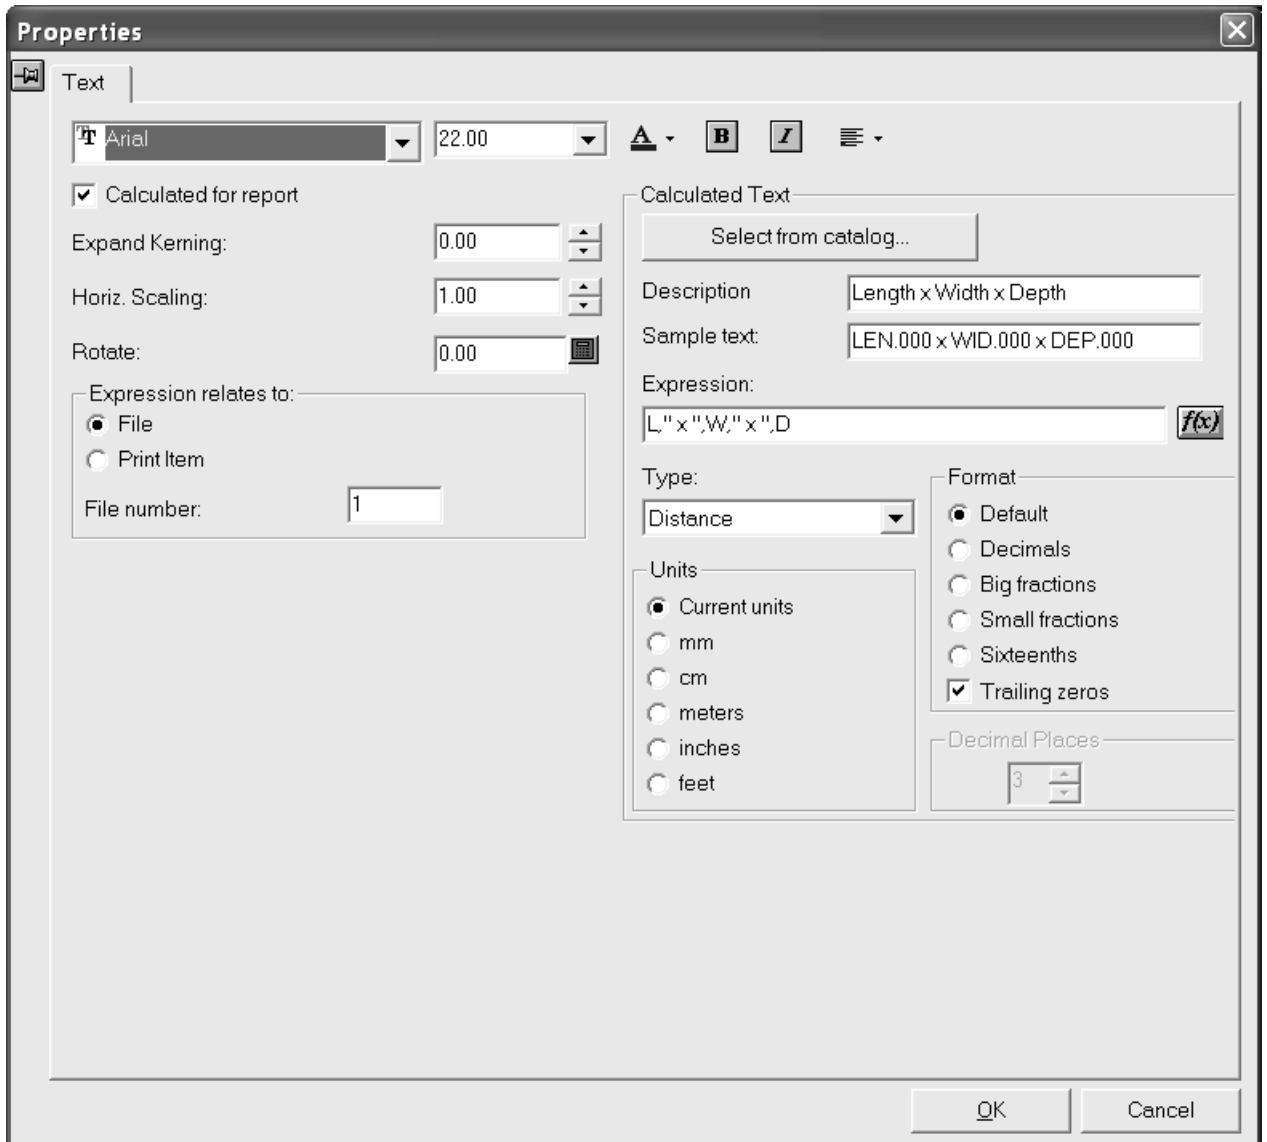 Properties
Text
Arial
22.00
A
B
I
Calculated for report
Expand Kerning:
0.00
Horiz. Scaling:
1.00
Rotate:
0.00
Expression relates to:
File
Print Item
File number:
1
Calculated Text
Select from catalog...
Description
Length x Width x Depth
Sample text:
LEN.000 x WID.000 x DEP.000
Expression:
L," x ",W," x ",D
f(x)
Type:
Distance
Units
Current units
mm
cm
meters
inches
feet
Format
Default
Decimals
Big fractions
Small fractions
Sixteenths
Trailing zeros
Decimal Places
3
OK
Cancel